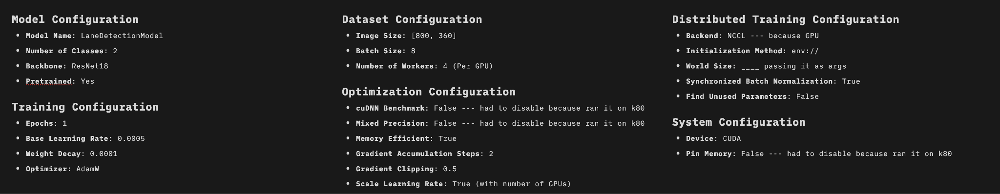 Model Configuration
• Model Name: LaneDetectionModel
• Number of Classes: 2
• Backbone: ResNet18
• Pretrained: Yes
Training Configuration
• Epochs: 1
• Base Learning Rate: 0.0005
• Weight Decay: 0.0001
• Optimizer: AdamW
Dataset Configuration
• Image Size: [800, 360]
• Batch Size: 8
• Number of Workers: 4 (Per GPU)
Optimization Configuration
• cuDNN Benchmark: False --- had to disable because ran it on k80
• Mixed Precision: False --- had to disable because ran it on k80
• Memory Efficient: True
• Gradient Accumulation Steps: 2
• Gradient Clipping: 0.5
• Scale Learning Rate: True (with number of GPUs)
Distributed Training Configuration
• Backend: NCCL --- because GPU
• Initialization Method: env://
• World Size: ____ passing it as args
• Synchronized Batch Normalization: True
• Find Unused Parameters: False
System Configuration
• Device: CUDA
• Pin Memory: False --- had to disable because ran it on k80